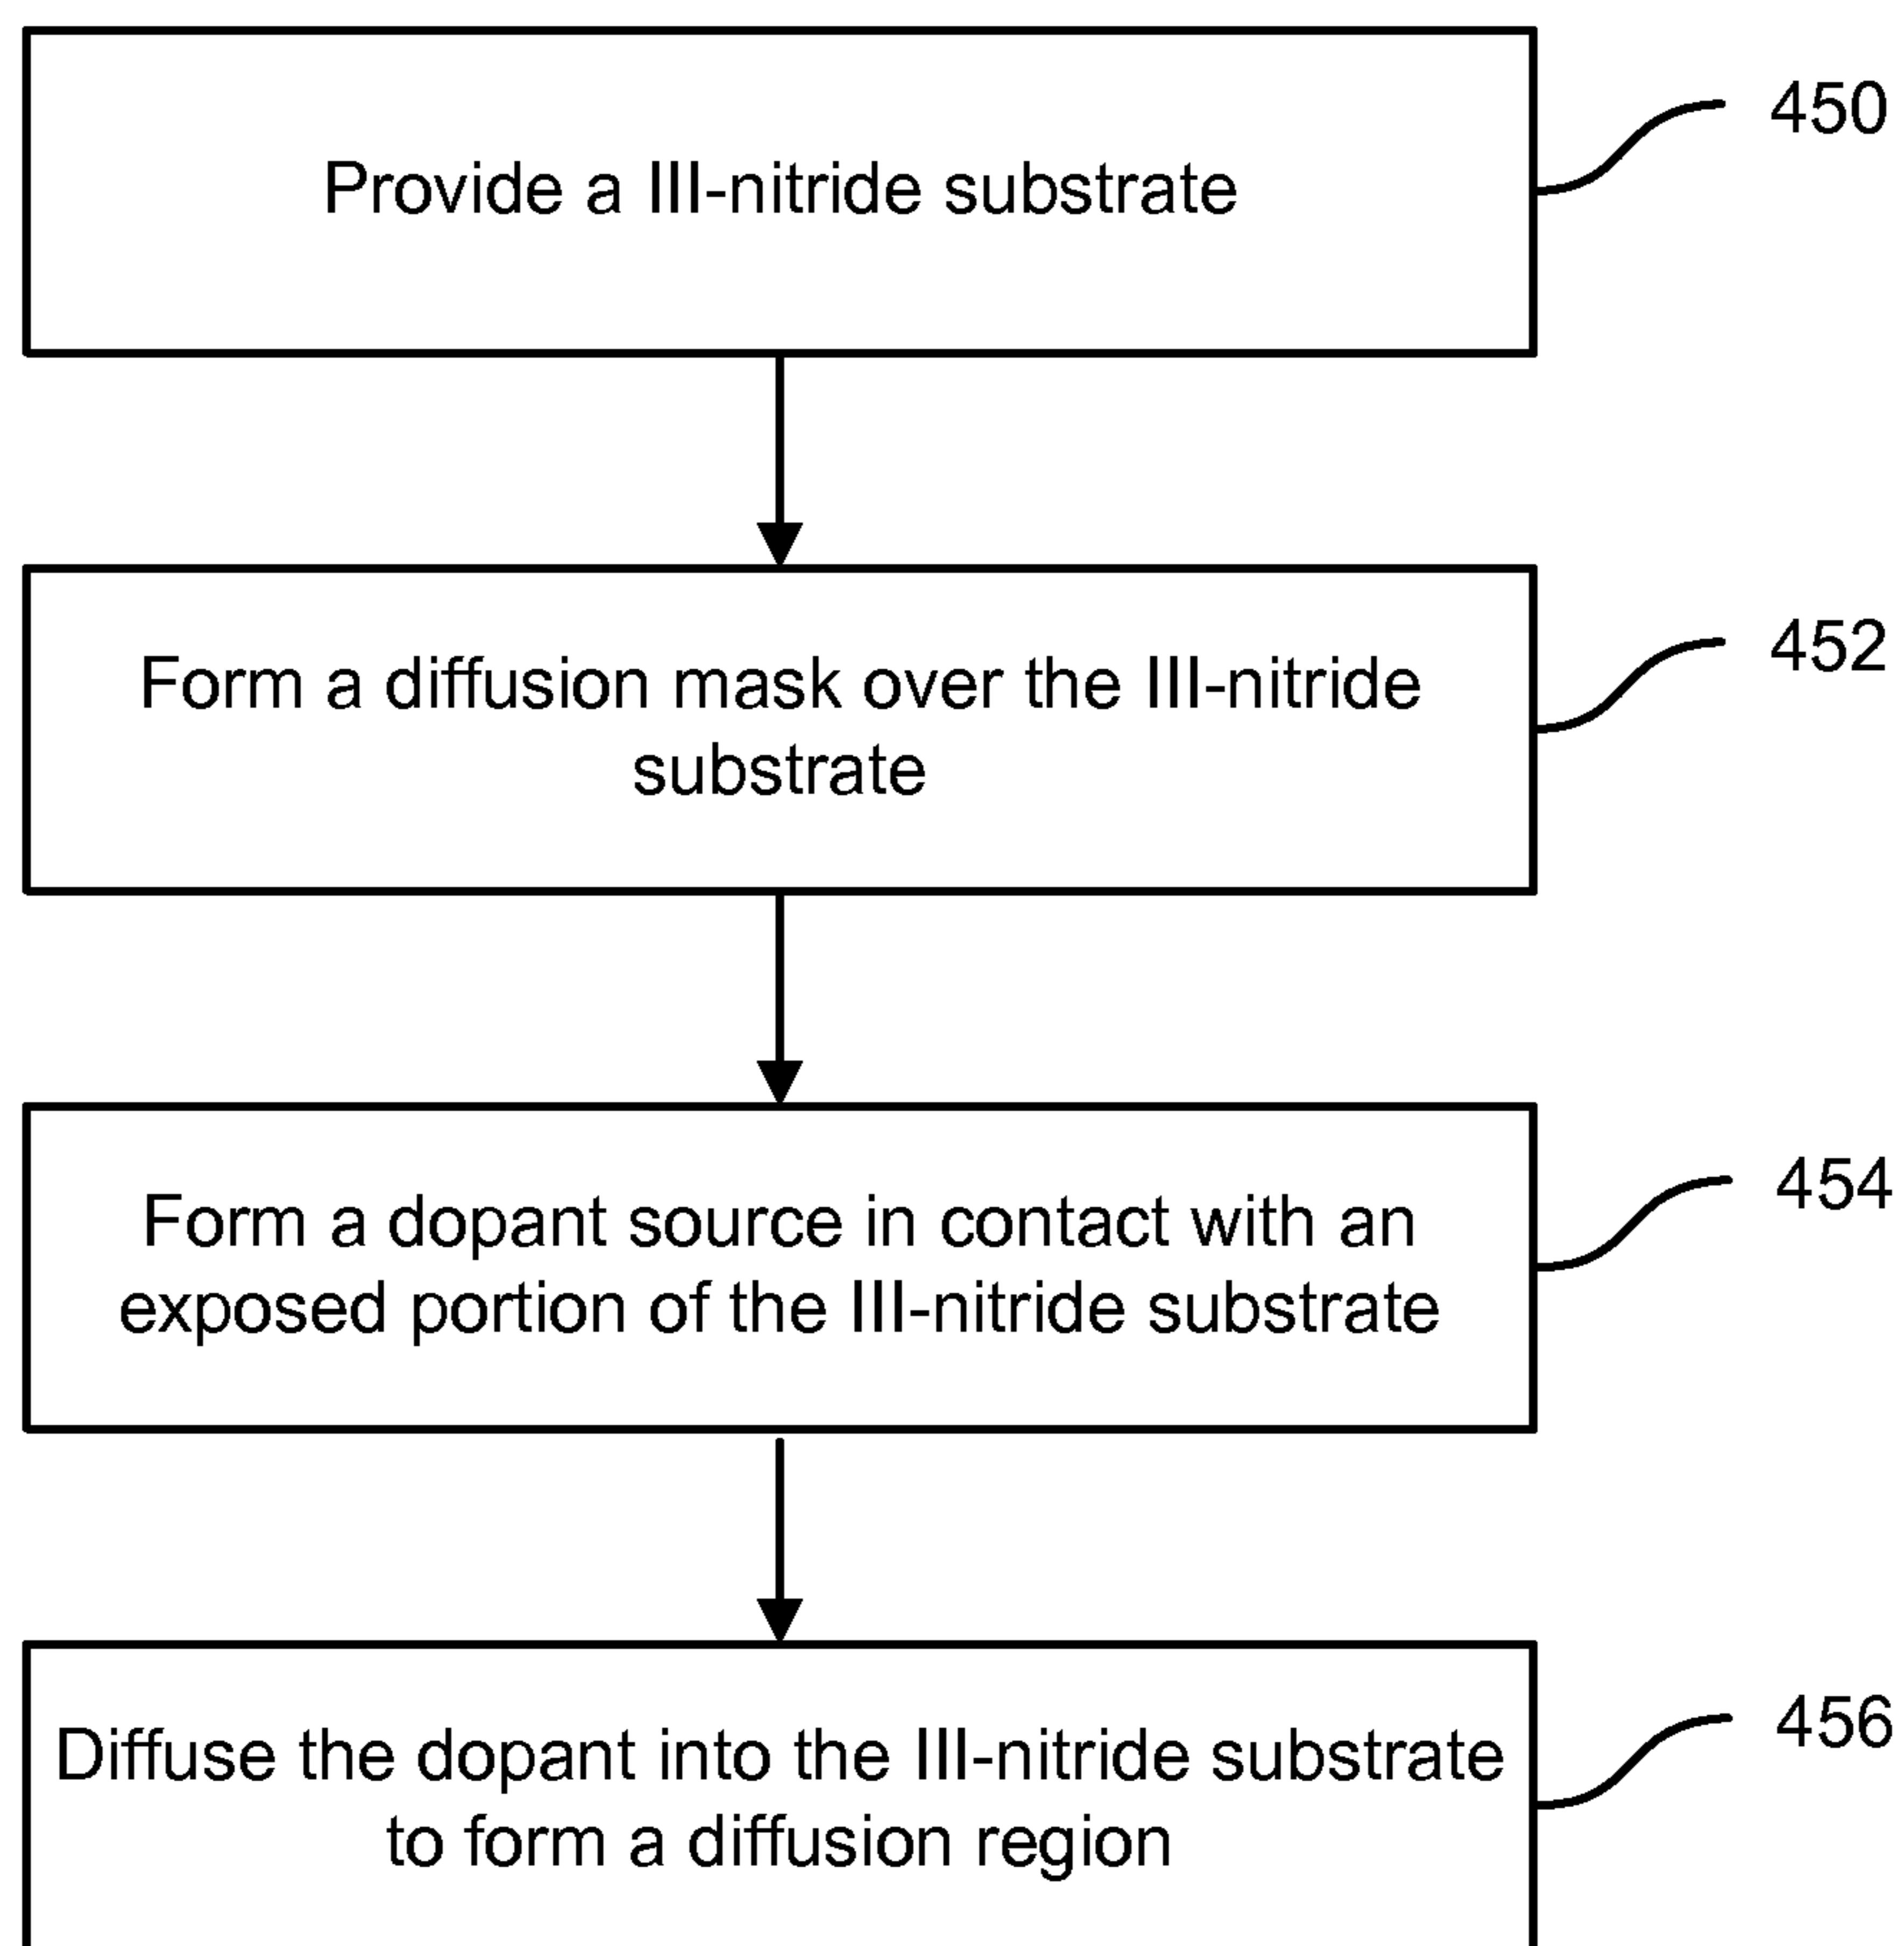 Provide a III-nitride substrate
450
Form a diffusion mask over the III-nitride
substrate
452
Form a dopant source in contact with an
exposed portion of the III-nitride substrate
454
Diffuse the dopant into the III-nitride substrate
to form a diffusion region
456